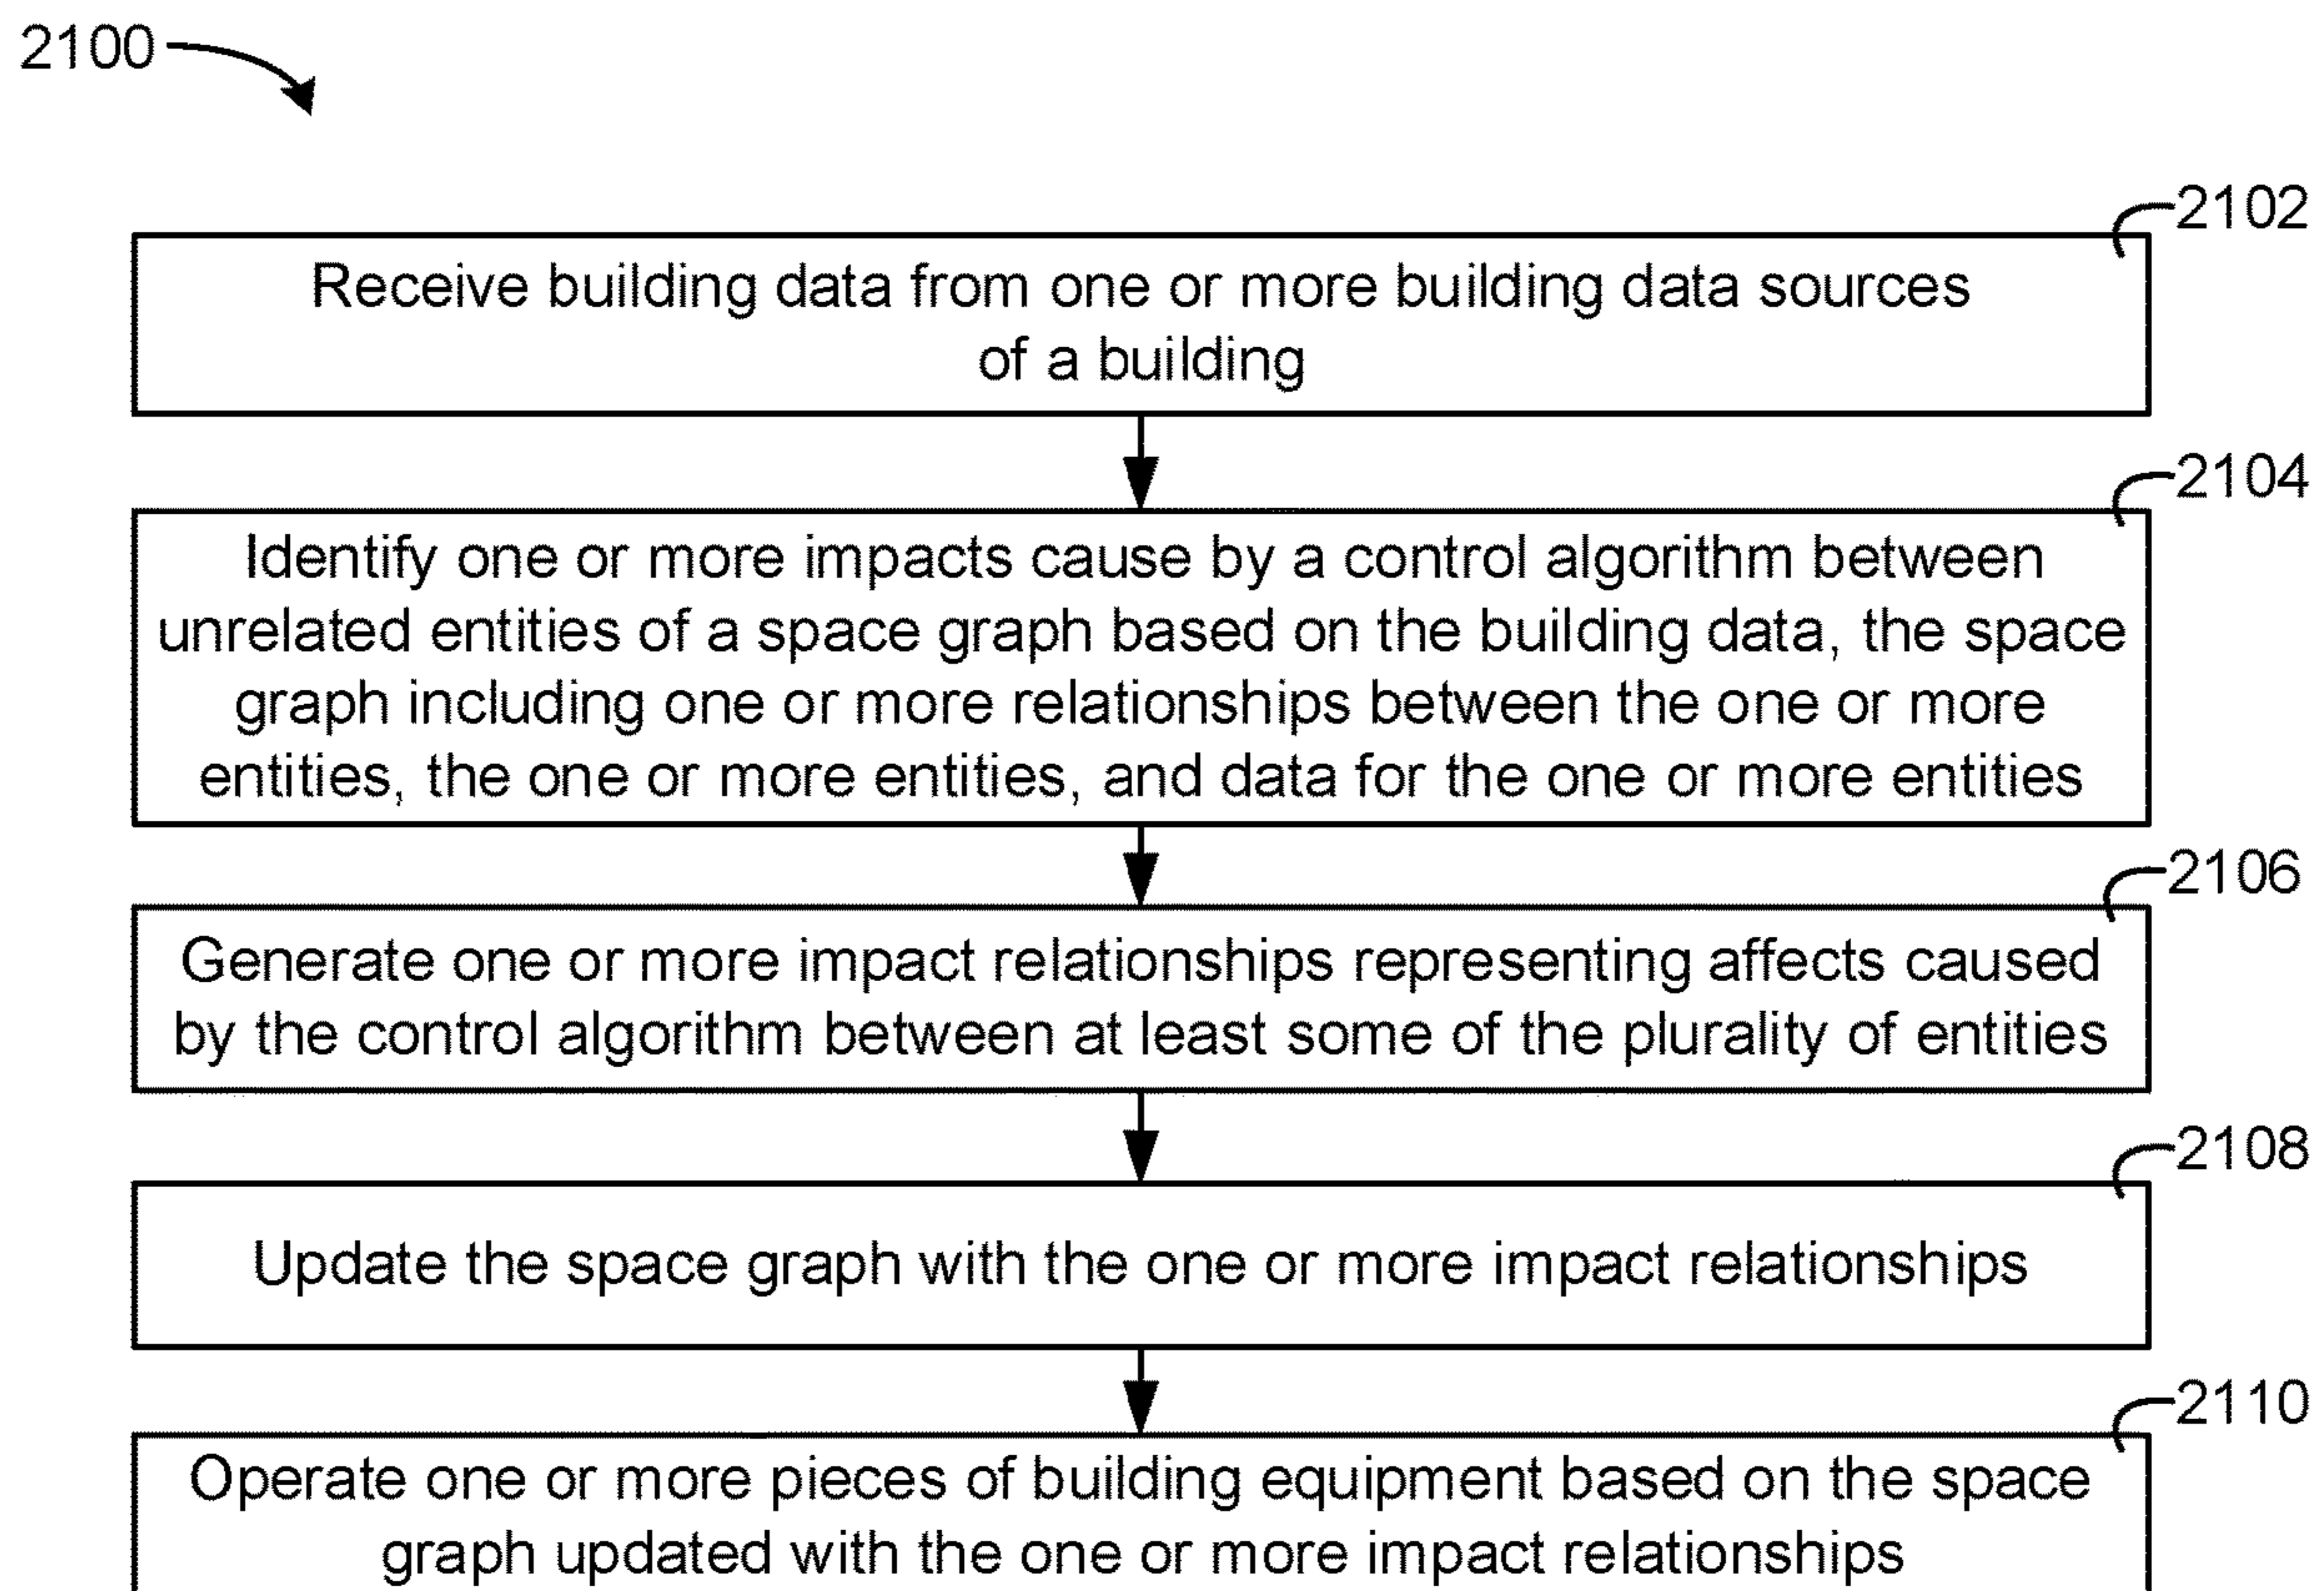 2100
2102
Receive building data from one or more building data sources
of a building
2104
Identify one or more impacts cause by a control algorithm between
unrelated entities of a space graph based on the building data, the space
graph including one or more relationships between the one or more
entities, the one or more entities, and data for the one or more entities
2106
Generate one or more impact relationships representing affects caused
by the control algorithm between at least some of the plurality of entities
2108
Update the space graph with the one or more impact relationships
2110
Operate one or more pieces of building equipment based on the space
graph updated with the one or more impact relationships